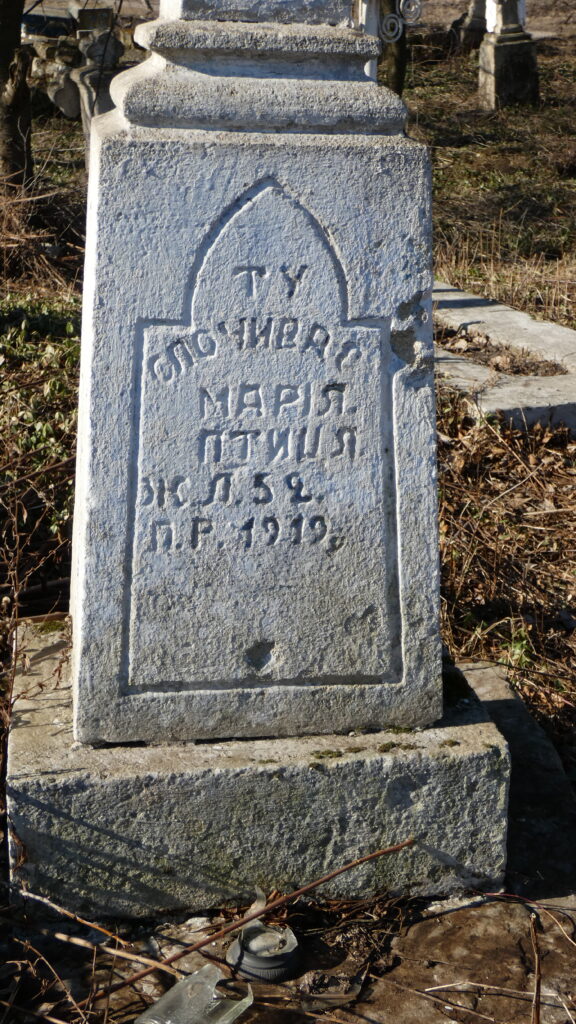 ТУ
СПОЧИВАЄ
МАРІЯ.
ПТИЦЯ.
Ж.Л.52.
П.Р.1919.